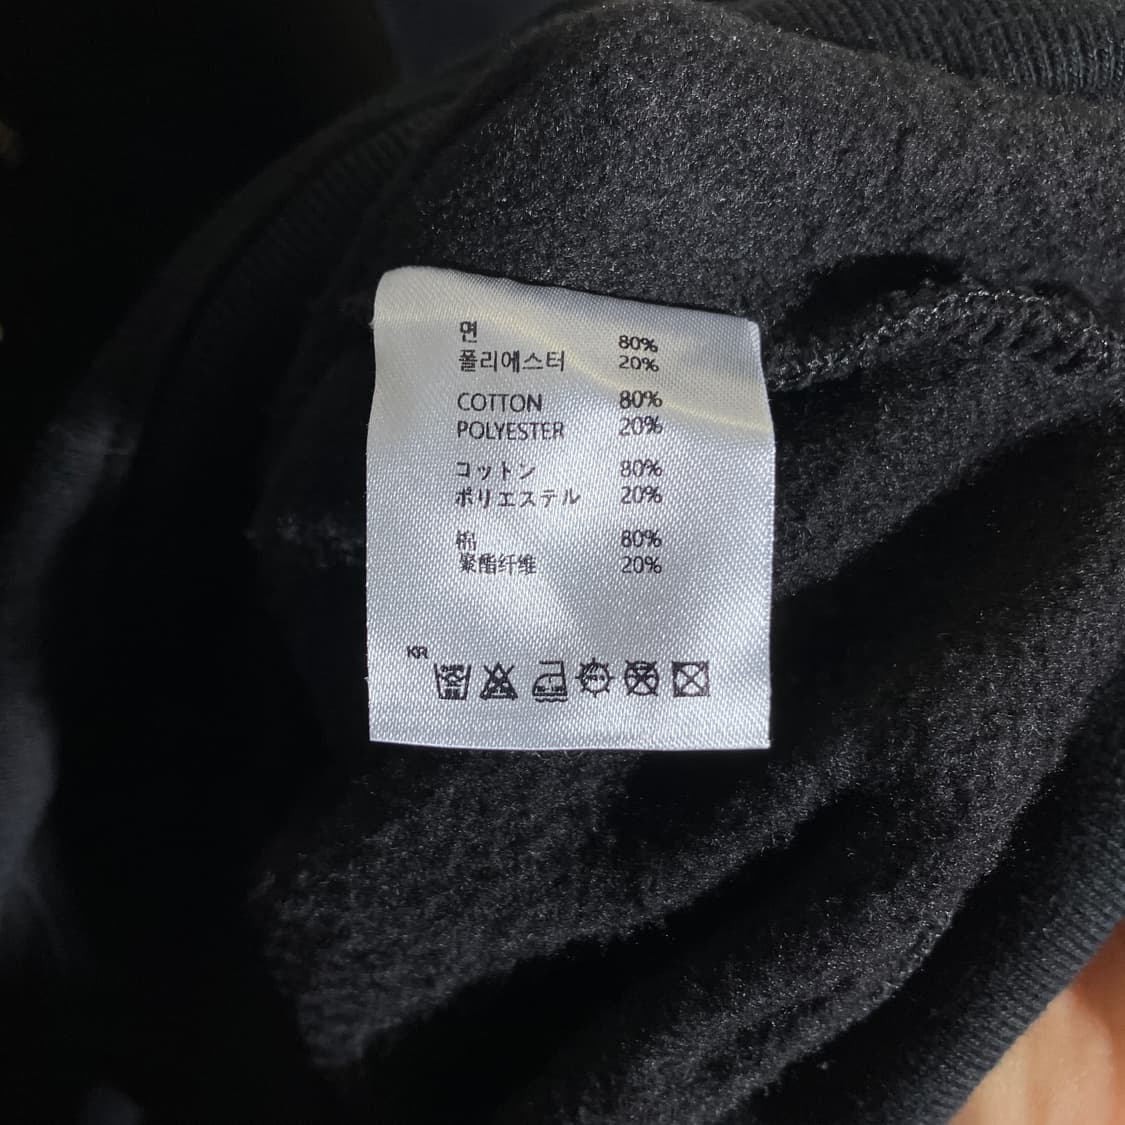 면 80%
폴리에스터 20%
COTTON 80%
POLYESTER 20%
コットン 80%
ポリエステル 20%
棉 80%
聚酯纤维 20%
KR